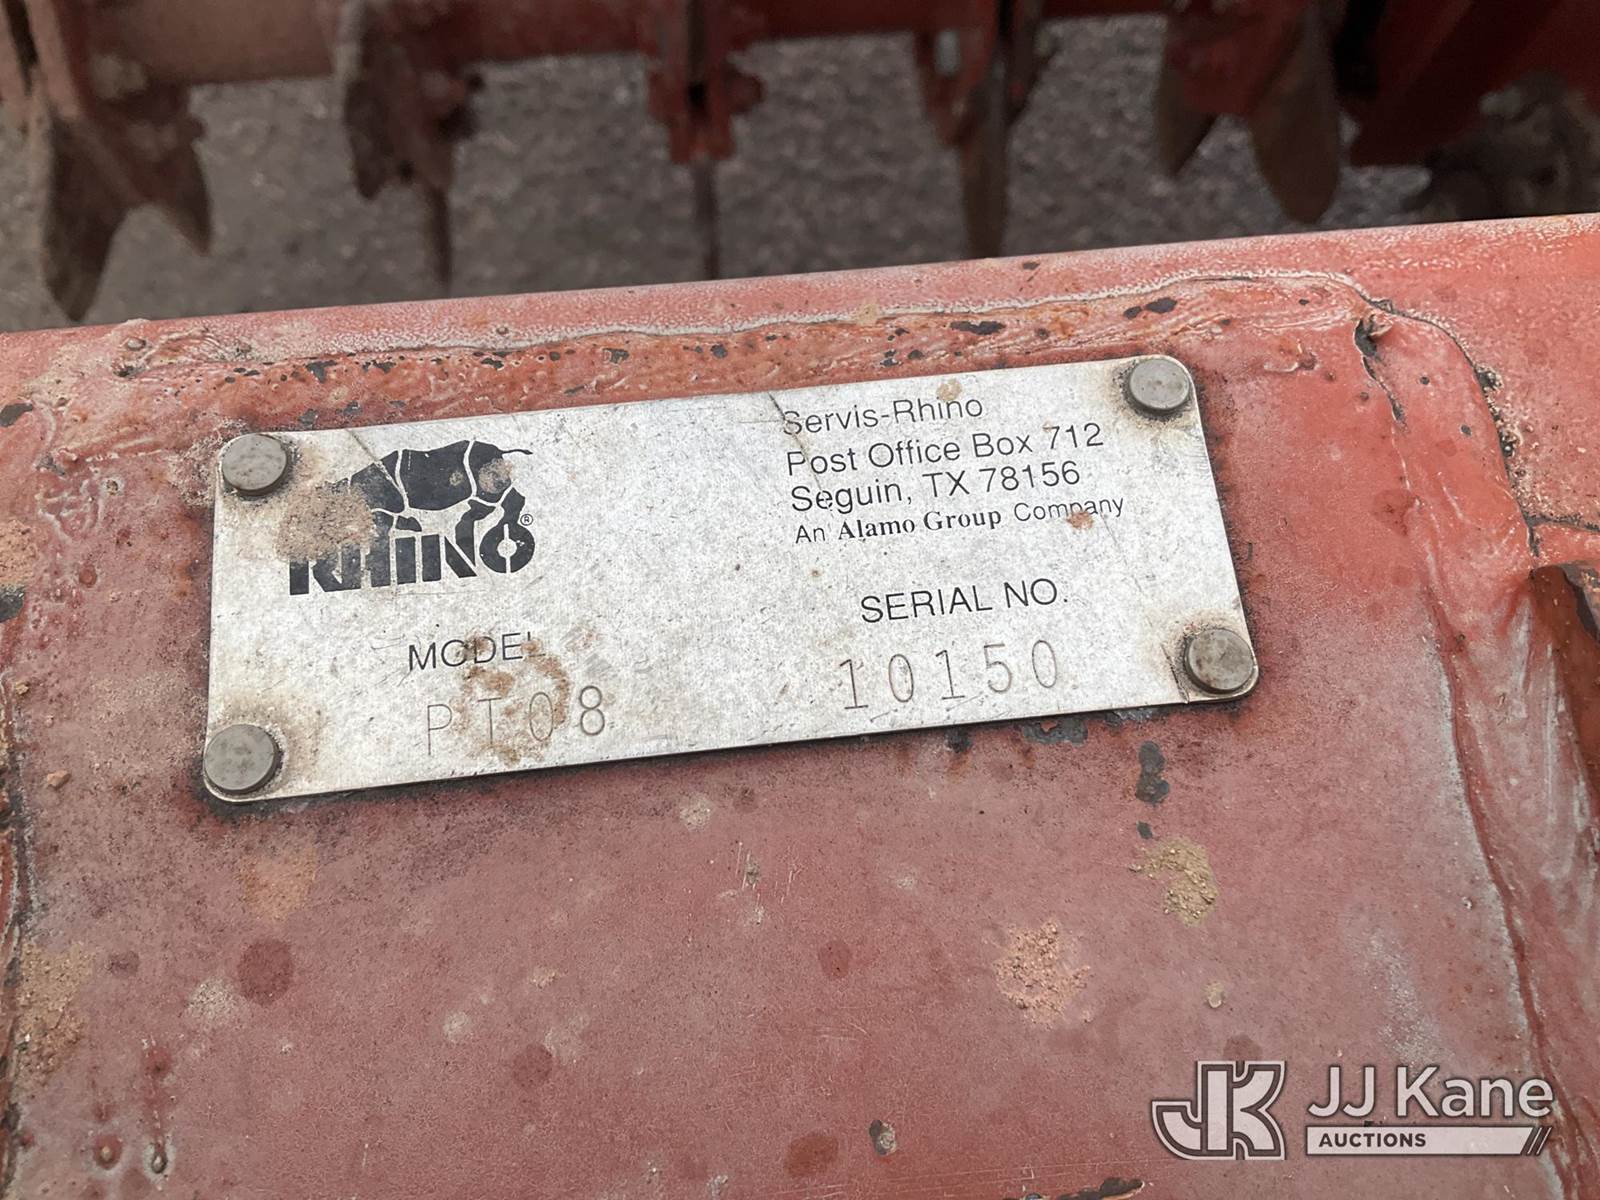 Servis-Rhino
Post Office Box 712
Seguin, TX 78156
An Alamo Group Company
RHINO®
SERIAL NO.
10150
MODEL
PT08
JK JJ Kane
AUCTIONS